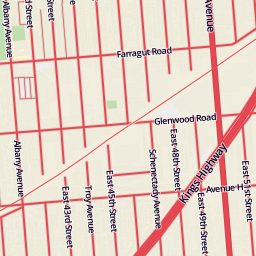 Albany Avenue
rd Street
Avenue
Farragut Road
Glenwood Road
Albany Avenue
East 43rd Street
Troy Avenue
East 45th Street
Schenectady Avenue
East 48th Street
Kings Highway
Avenue H
East 49th Street
East 51st Street